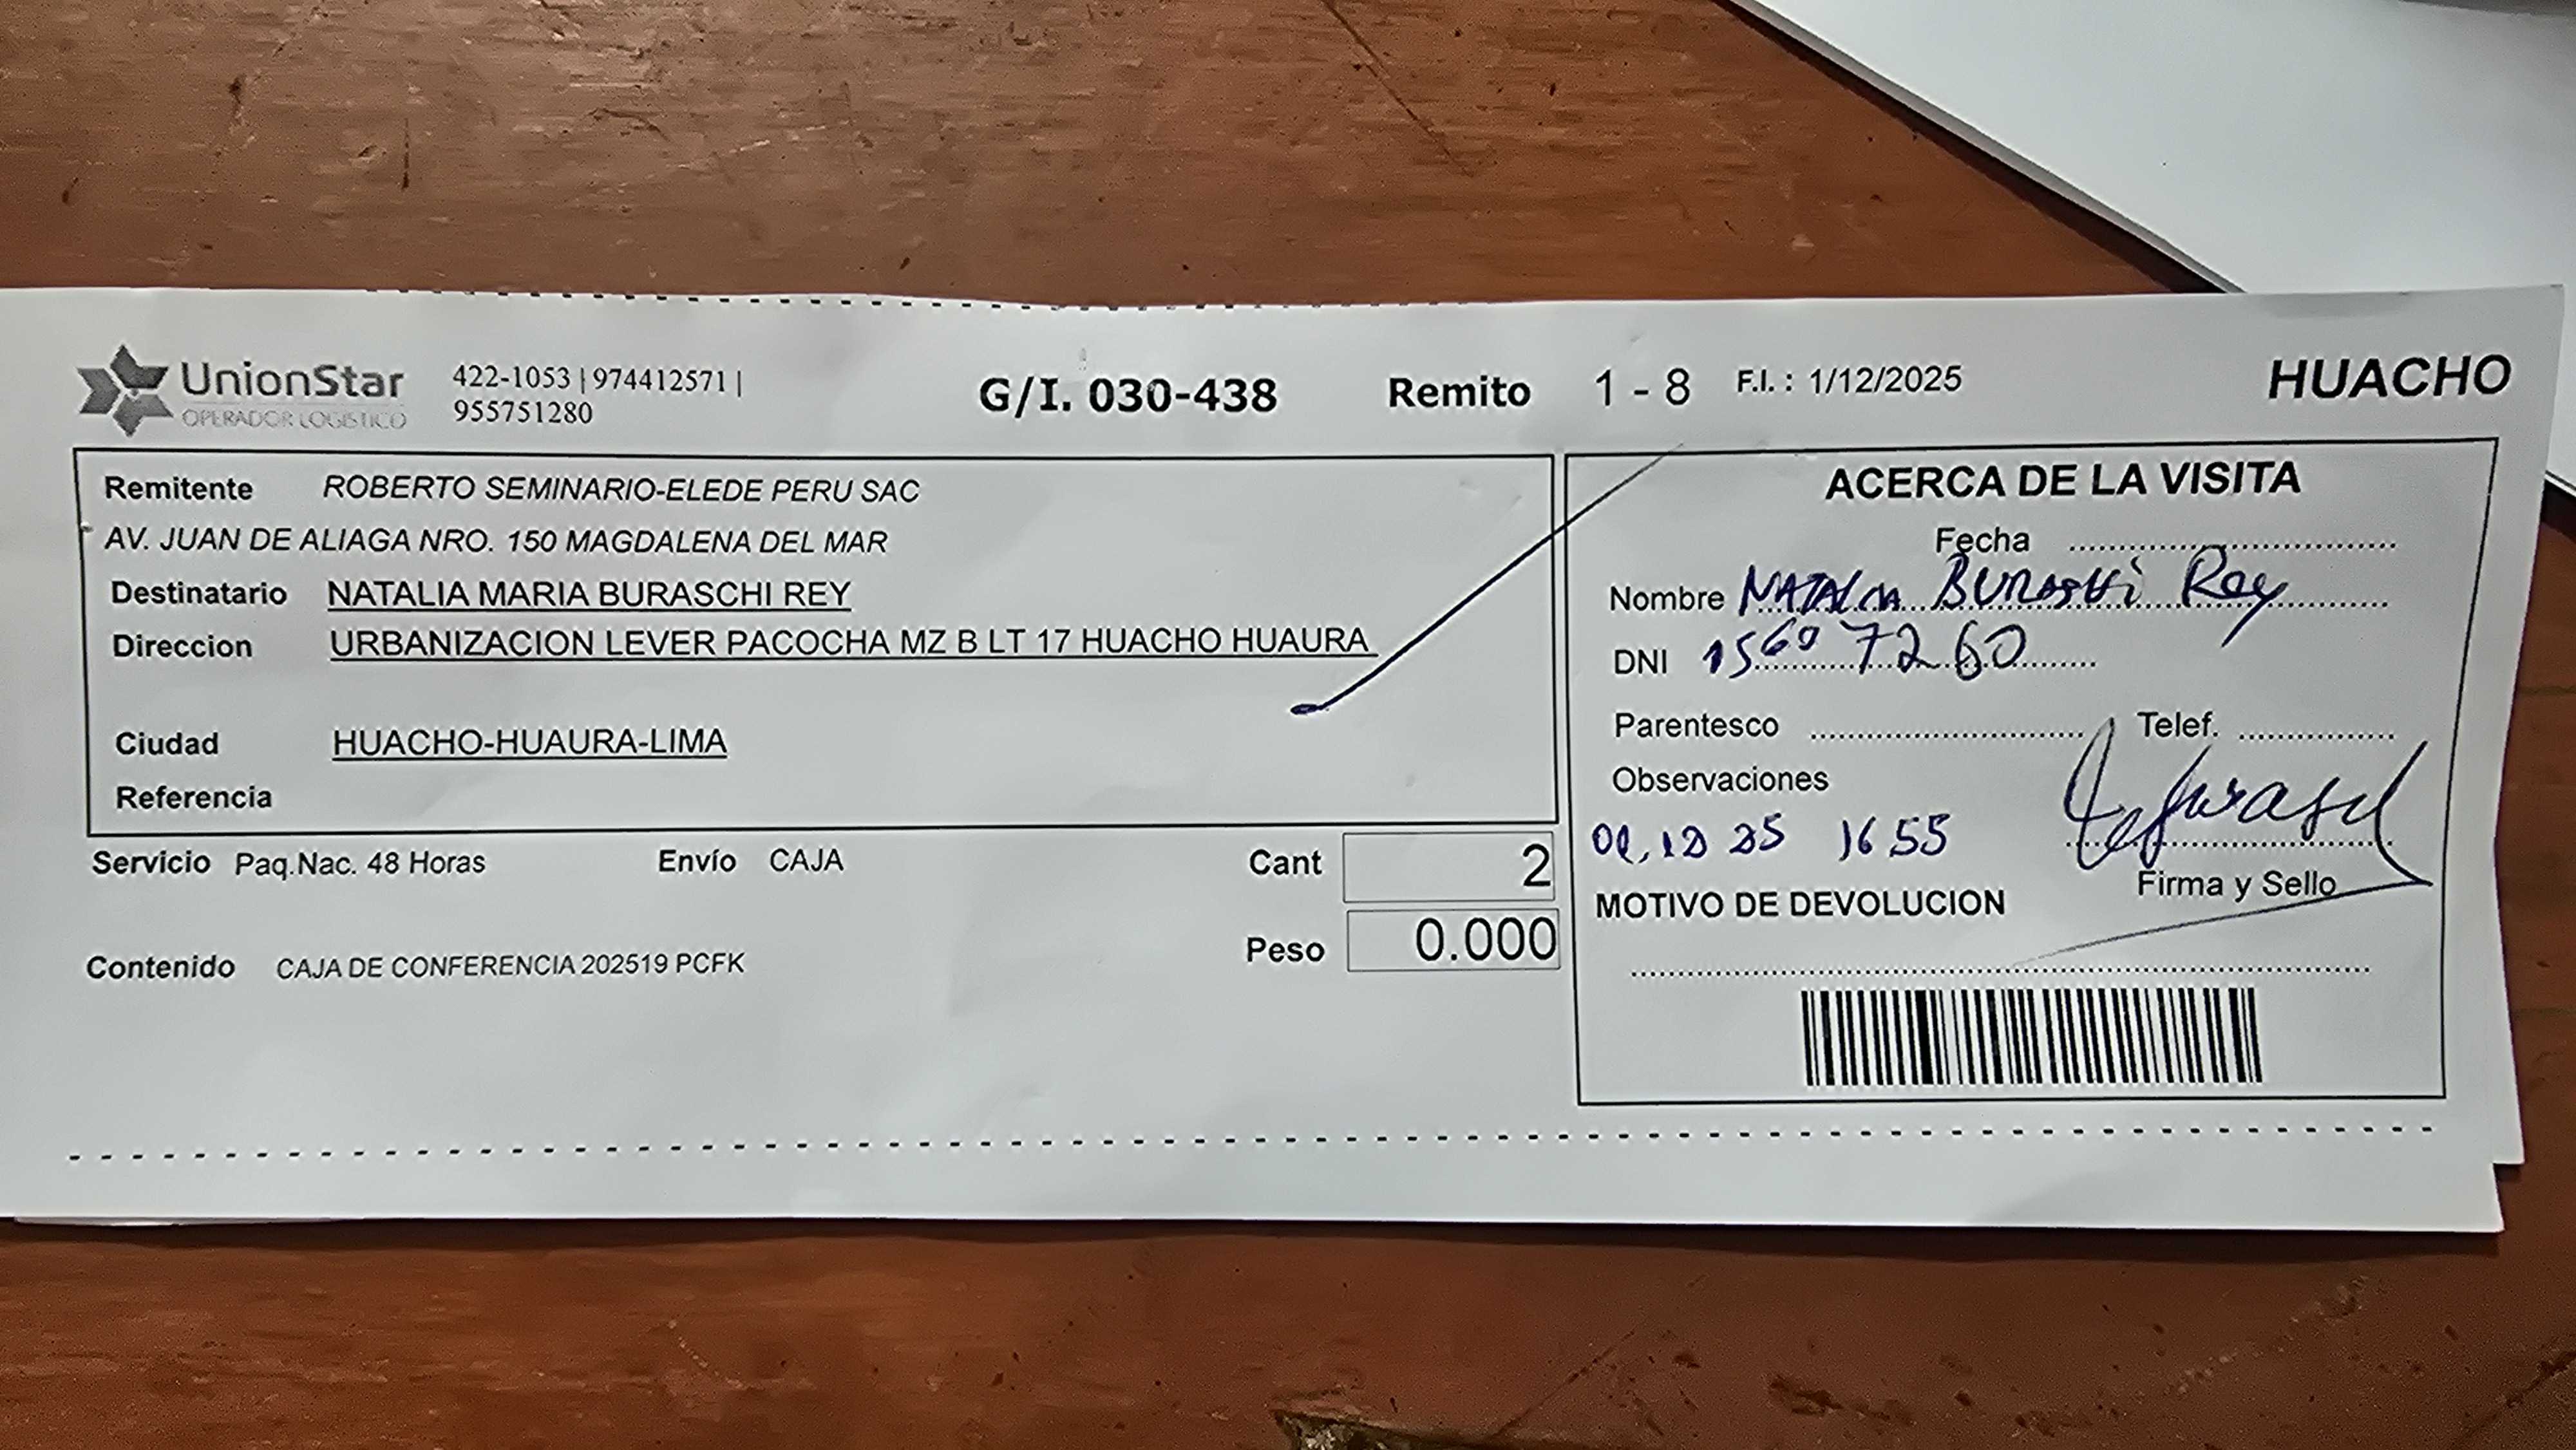 UnionStar
OPERADOR LOGISTICO
422-1053 | 974412571 |
955751280
G/I. 030-438
Remito 1 - 8 F.I. : 1/12/2025
HUACHO
Remitente ROBERTO SEMINARIO-ELEDE PERU SAC
AV. JUAN DE ALIAGA NRO. 150 MAGDALENA DEL MAR
Destinatario NATALIA MARIA BURASCHI REY
Direccion URBANIZACION LEVER PACOCHA MZ B LT 17 HUACHO HUAURA
Ciudad HUACHO-HUAURA-LIMA
Referencia
Servicio Paq.Nac. 48 Horas Envío CAJA
Cant 2
Peso 0.000
Contenido CAJA DE CONFERENCIA 202519 PCFK
ACERCA DE LA VISITA
Fecha
Nombre NATALIA BURASCHI Rey
DNI 15697260
Parentesco Telef.
Observaciones
25 16 55
Firma y Sello
MOTIVO DE DEVOLUCION